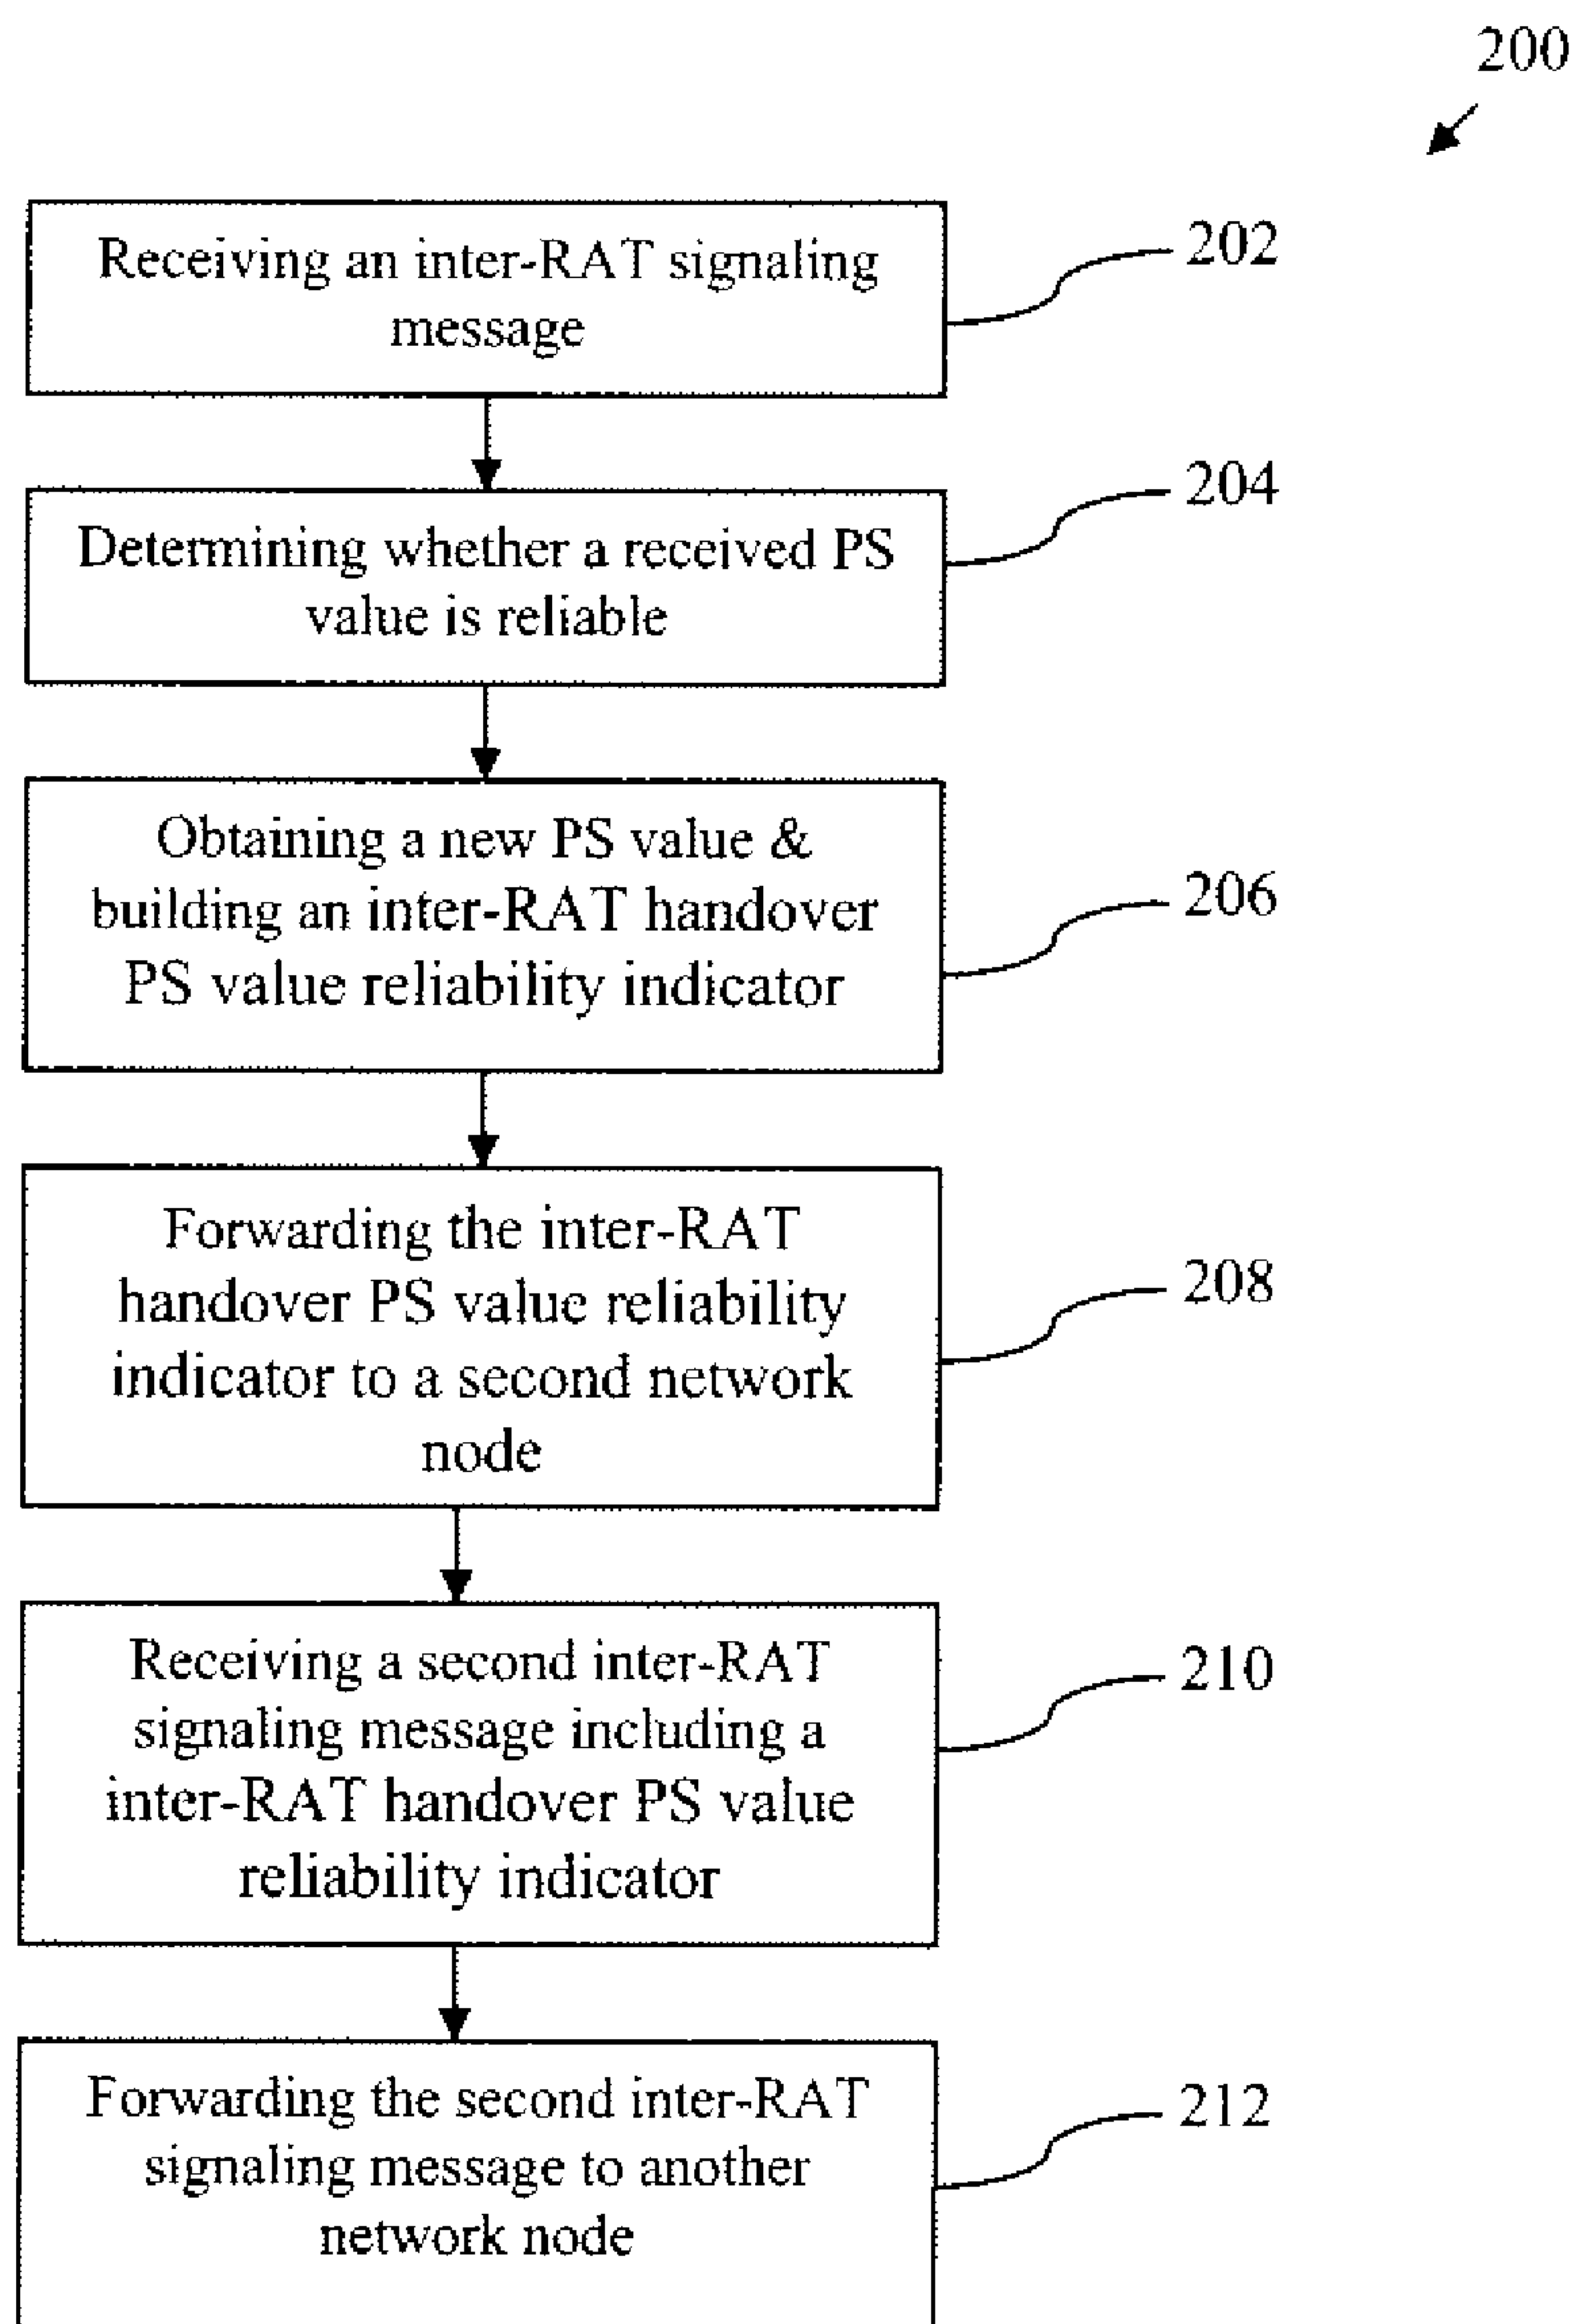 200
Receiving an inter-RAT signaling
message
202
Determining whether a received PS
value is reliable
204
Obtaining a new PS value &
building an inter-RAT handover
PS value reliability indicator
206
Forwarding the inter-RAT
handover PS value reliability
indicator to a second network
node
208
Receiving a second inter-RAT
signaling message including a
inter-RAT handover PS value
reliability indicator
210
Forwarding the second inter-RAT
signaling message to another
network node
212